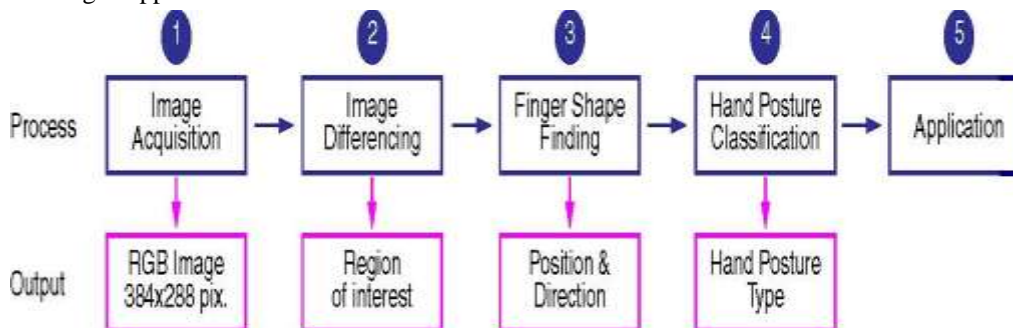 1
2
3
4
5
Process
Image
Acquisition
Image
Differencing
Finger Shape
Finding
Hand Posture
Classification
Application
Output
RGB Image
384x288 pix.
Region
of interest
Position &
Direction
Hand Posture
Type